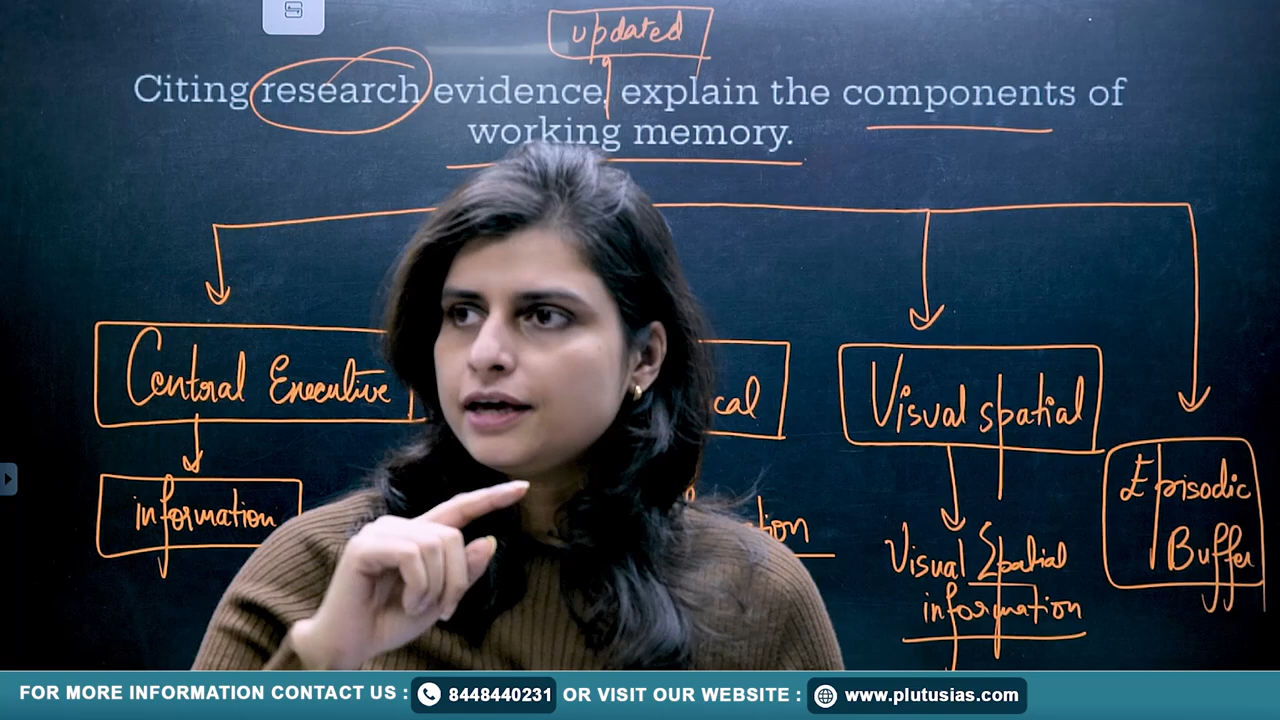 updated
Citing research evidence, explain the components of
working memory.
Central Executive
cal
Visual spatial
Episodic
Buffer
information
tion
Visual Spatial
information
FOR MORE INFORMATION CONTACT US : 8448440231 OR VISIT OUR WEBSITE : www.plutusias.com